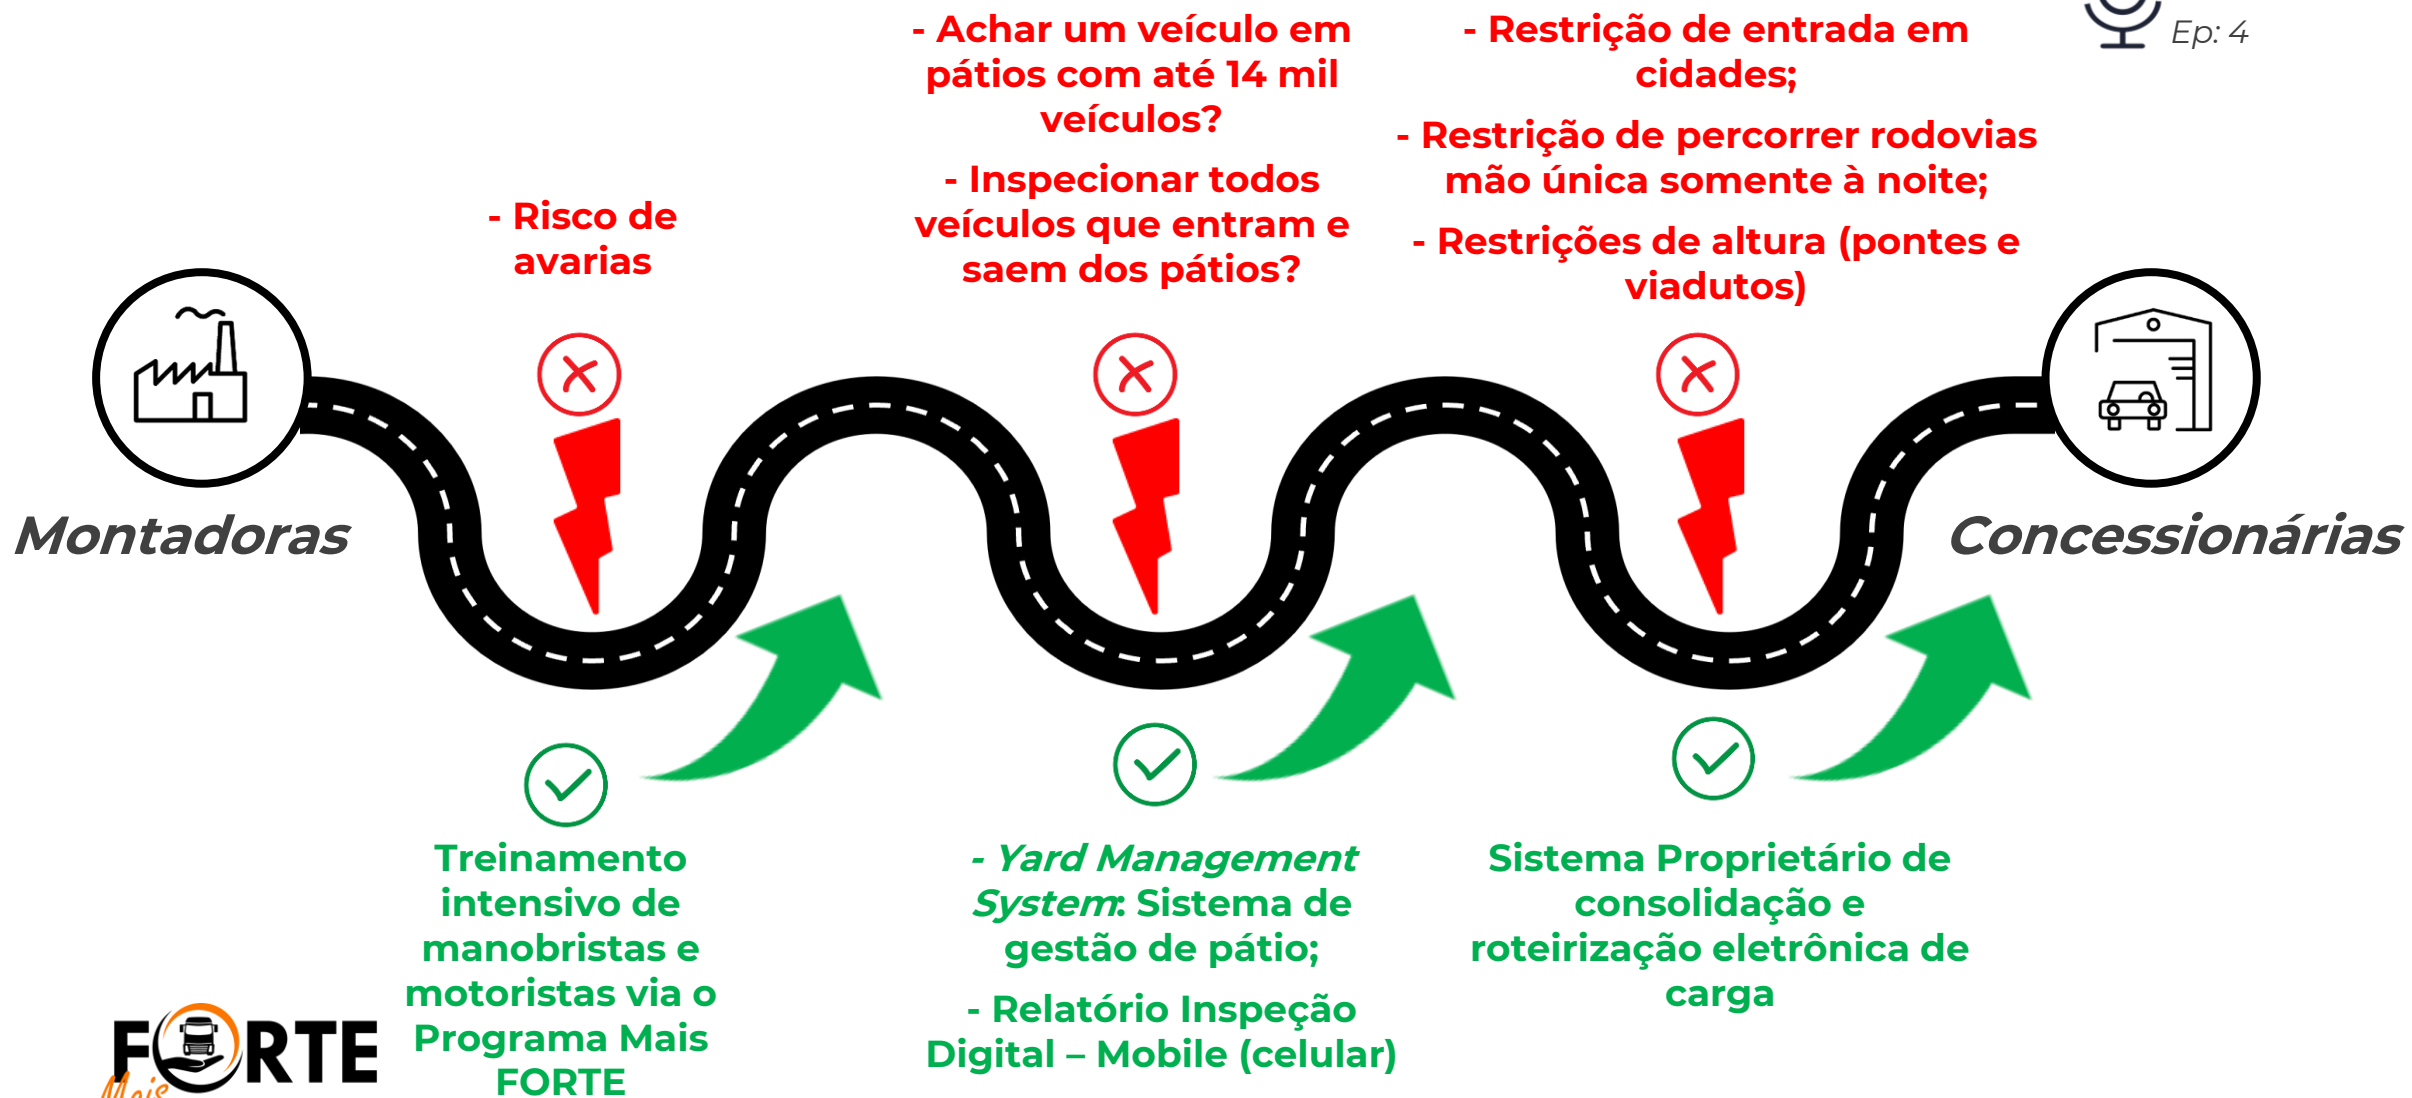 Ep: 4
- Risco de
avarias
- Achar um veículo em
pátios com até 14 mil
veículos?
- Inspecionar todos
veículos que entram e
saem dos pátios?
- Restrição de entrada em
cidades;
- Restrição de percorrer rodovias
mão única somente à noite;
- Restrições de altura (pontes e
viadutos)
Montadoras
Concessionárias
Treinamento
intensivo de
manobristas e
motoristas via o
Programa Mais
FORTE
- Yard Management
System: Sistema de
gestão de pátio;
- Relatório Inspeção
Digital – Mobile (celular)
Sistema Proprietário de
consolidação e
roteirização eletrônica de
carga
FORTE
Mais